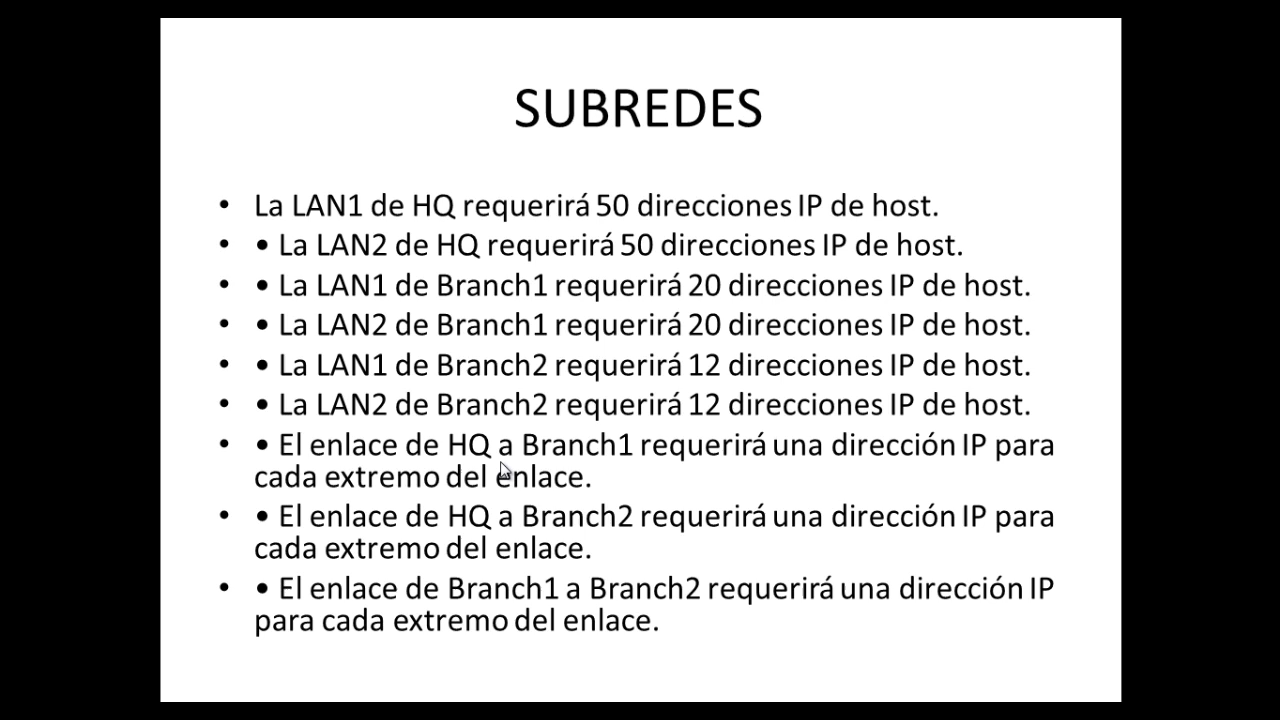 SUBREDES
• La LAN1 de HQ requerirá 50 direcciones IP de host.
• • La LAN2 de HQ requerirá 50 direcciones IP de host.
• • La LAN1 de Branch1 requerirá 20 direcciones IP de host.
• • La LAN2 de Branch1 requerirá 20 direcciones IP de host.
• • La LAN1 de Branch2 requerirá 12 direcciones IP de host.
• • La LAN2 de Branch2 requerirá 12 direcciones IP de host.
• • El enlace de HQ a Branch1 requerirá una dirección IP para
cada extremo del enlace.
• • El enlace de HQ a Branch2 requerirá una dirección IP para
cada extremo del enlace.
• • El enlace de Branch1 a Branch2 requerirá una dirección IP
para cada extremo del enlace.